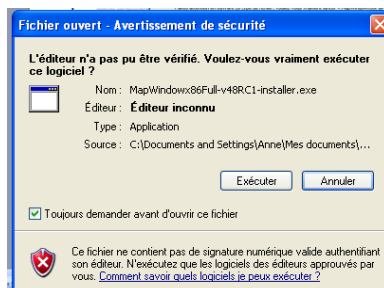 Fichier ouvert - Avertissement de sécurité
L'éditeur n'a pas pu être vérifié. Voulez-vous vraiment exécuter
ce logiciel ?
Nom : MapWindowx86Full-v48RC1-installer.exe
Éditeur : Éditeur inconnu
Type : Application
Source : C:\Documents and Settings\Anne\Mes documents\...
Exécuter Annuler
Toujours demander avant d'ouvrir ce fichier
Ce fichier ne contient pas de signature numérique valide authentifiant
son éditeur. N'exécutez que les logiciels des éditeurs approuvés par
vous. Comment savoir quels logiciels je peux exécuter ?